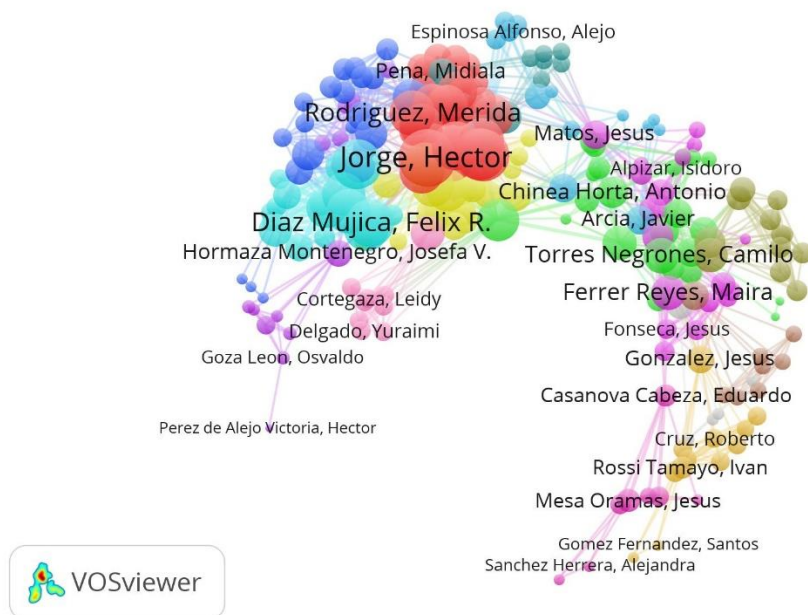 Espinosa Alfonso, Alejo
Pena, Midiala
Rodriguez, Merida
Matos, Jesus
Jorge, Hector
Alpizar, Isidoro
Chinea Horta, Antonio
Diaz Mujica, Felix R.
Arcia, Javier
Hormaza Montenegro, Josefa V.
Torres Negrones, Camilo
Cortegaza, Leidy
Ferrer Reyes, Maira
Delgado, Yuraimi
Fonseca, Jesus
Goza Leon, Osvaldo
Gonzalez, Jesus
Casanova Cabeza, Eduardo
Perez de Alejo Victoria, Hector
Cruz, Roberto
Rossi Tamayo, Ivan
Mesa Oramas, Jesus
Gomez Fernandez, Santos
Sanchez Herrera, Alejandra
VOSviewer